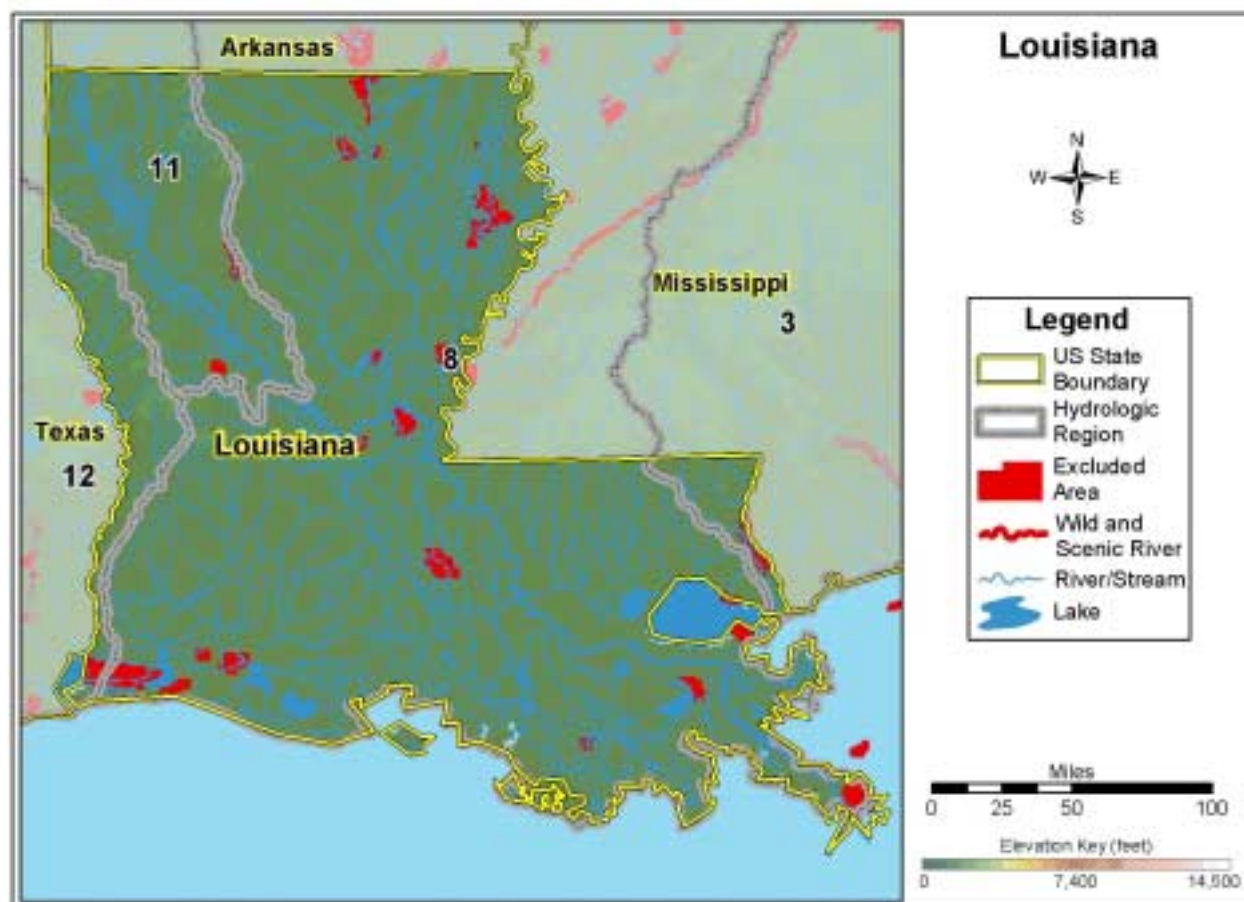 Arkansas
11
Mississippi
3
8
Texas
12
Louisiana
Louisiana
N
W E
S
Legend
US State
Boundary
Hydrologic
Region
Excluded
Area
Wild and
Scenic River
River/Stream
Lake
Miles
0 25 50 100
Elevation Key (feet)
0 7,400 14,500